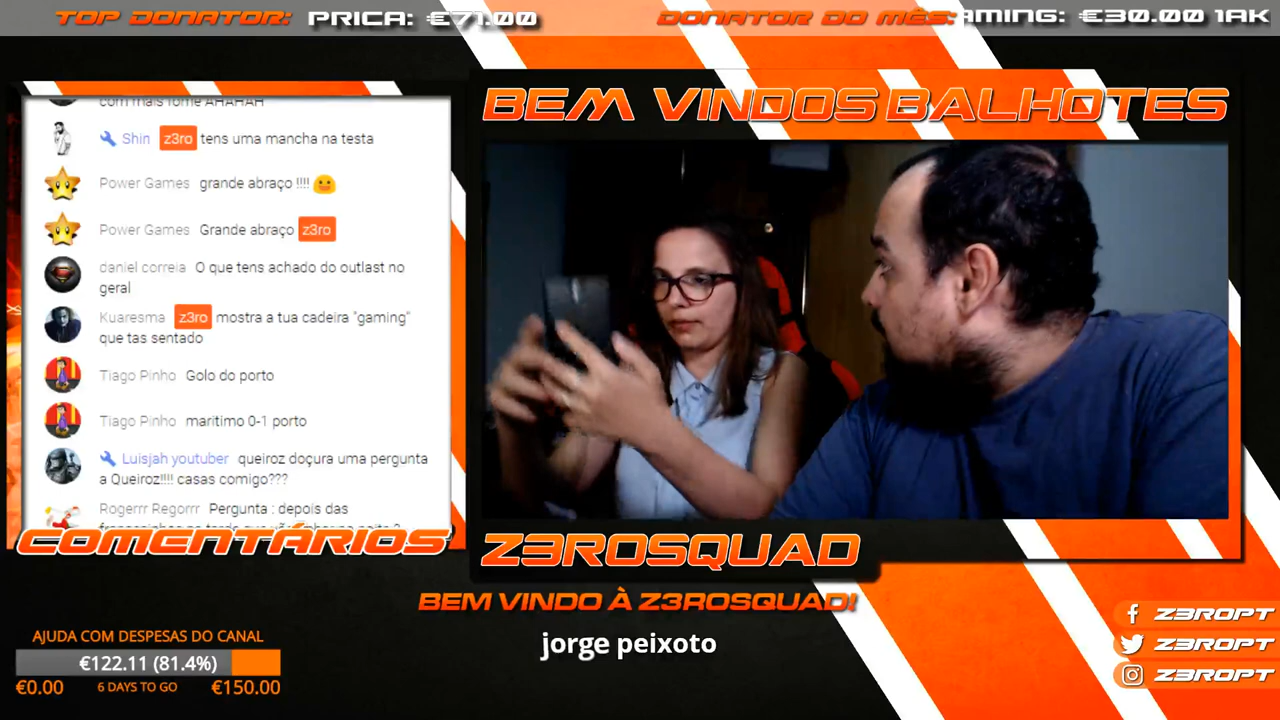 TOP DONATOR: PRICA: €71.00
DONATOR DO MÊS: AMING: €30.00 1AK
BEM VINDOS BALHOTES
com mais fome AHAHAH
Shin z3ro tens uma mancha na testa
Power Games grande abraço !!!!
Power Games Grande abraço z3ro
daniel correia O que tens achado do outlast no
geral
Kuaresma z3ro mostra a tua cadeira "gaming"
que tas sentado
Tiago Pinho Golo do porto
Tiago Pinho maritimo 0-1 porto
Luisjah youtuber queiroz doçura uma pergunta
a Queiroz!!!! casas comigo???
Rogerrr Regorrr Pergunta : depois das
COMENTÁRIOS
Z3ROSQUAD
BEM VINDO À Z3ROSQUAD!
jorge peixoto
AJUDA COM DESPESAS DO CANAL
€122.11 (81.4%)
€0.00 6 DAYS TO GO €150.00
Z3ROPT
Z3ROPT
Z3ROPT